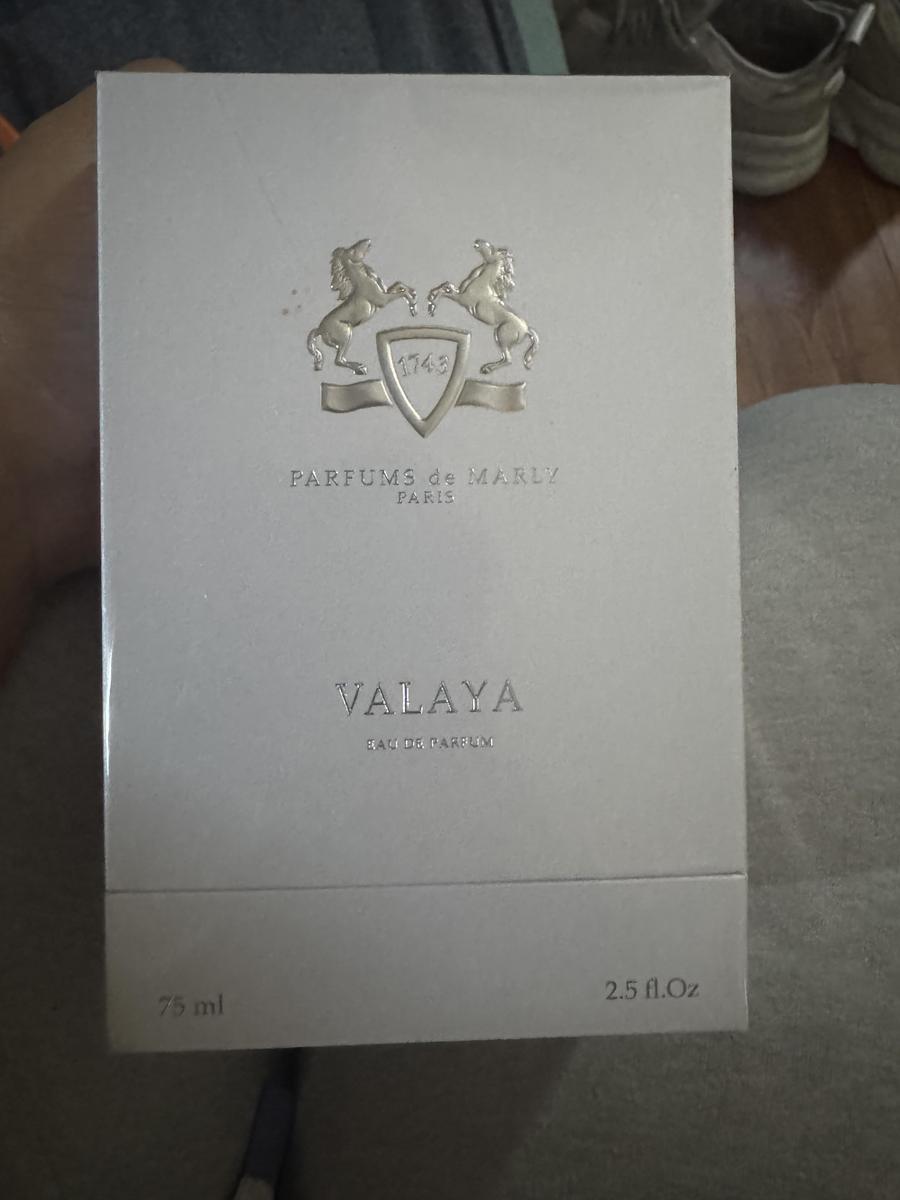 1743
PARFUMS de MARLY
PARIS
VALAYA
EAU DE PARFUM
75 ml
2.5 fl.Oz